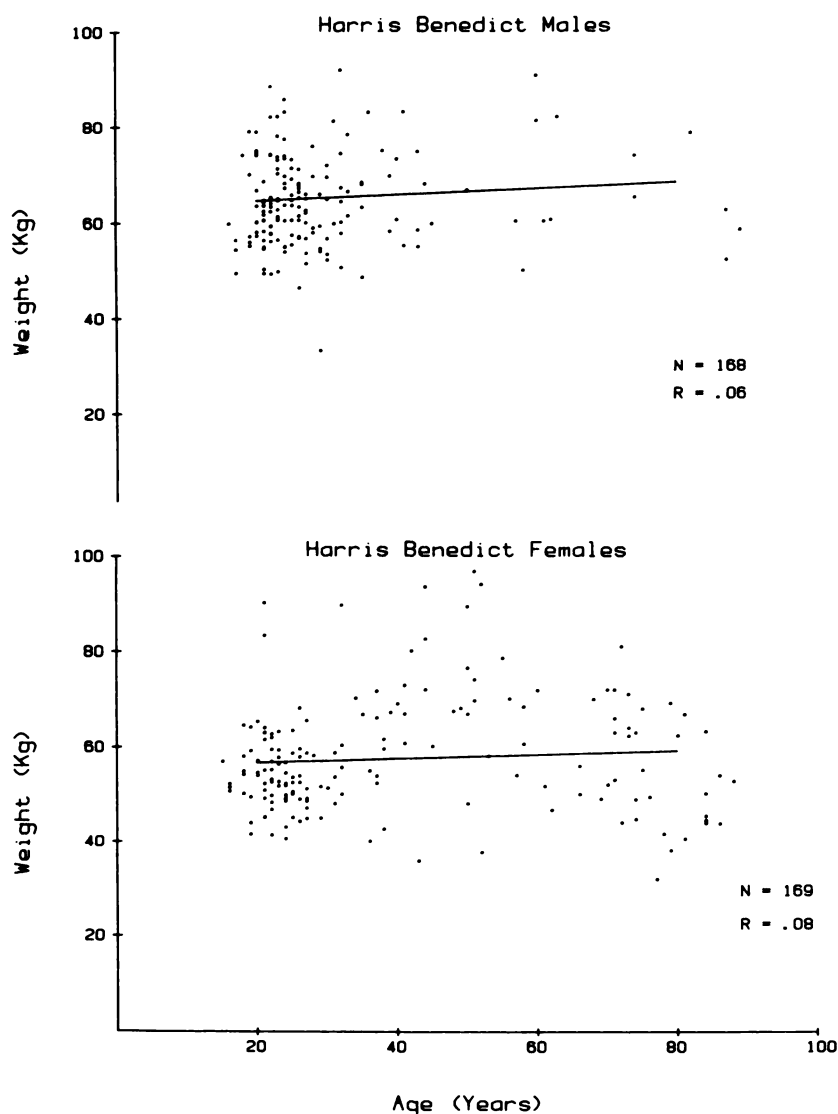 Harris Benedict Males
100
80
60
40
20
Weight (Kg)
N = 168
R = .06
Harris Benedict Females
100
80
60
40
20
Weight (Kg)
N = 169
R = .08
20
40
60
80
100
Age (Years)